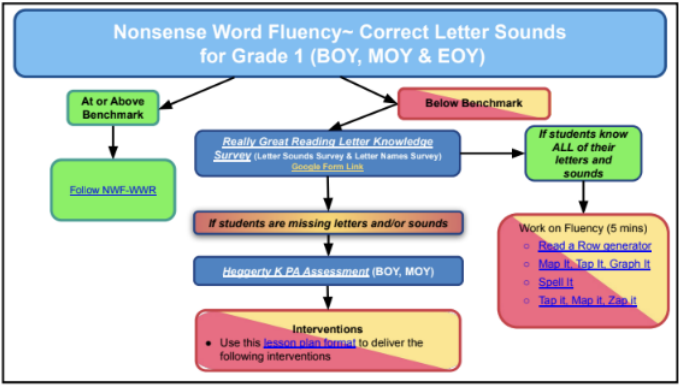 Nonsense Word Fluency~ Correct Letter Sounds
for Grade 1 (BOY, MOY & EOY)
At or Above
Benchmark
Below Benchmark
Follow NWF-WWR
Really Great Reading Letter Knowledge
Survey (Letter Sounds Survey & Letter Names Survey)
Google Form Link
If students know
ALL of their
letters and
sounds
If students are missing letters and/or sounds
Heggerty K PA Assessment (BOY, MOY)
Work on Fluency (5 mins)
Read a Row generator
Map It, Tap It, Graph It
Spell It
Tap it, Map it, Zap it
Interventions
● Use this lesson plan format to deliver the
following interventions